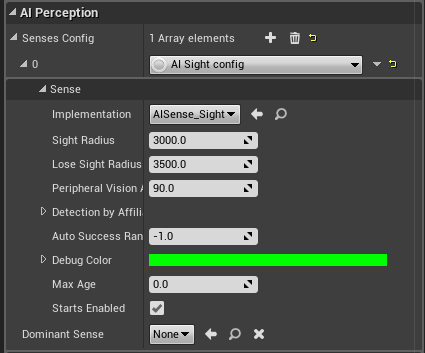 AI Perception
Senses Config 1 Array elements
0 AI Sight config
Sense
Implementation AISense_Sight
Sight Radius 3000.0
Lose Sight Radius 3500.0
Peripheral Vision A 90.0
Detection by Affilia
Auto Success Ran -1.0
Debug Color
Max Age 0.0
Starts Enabled
Dominant Sense None